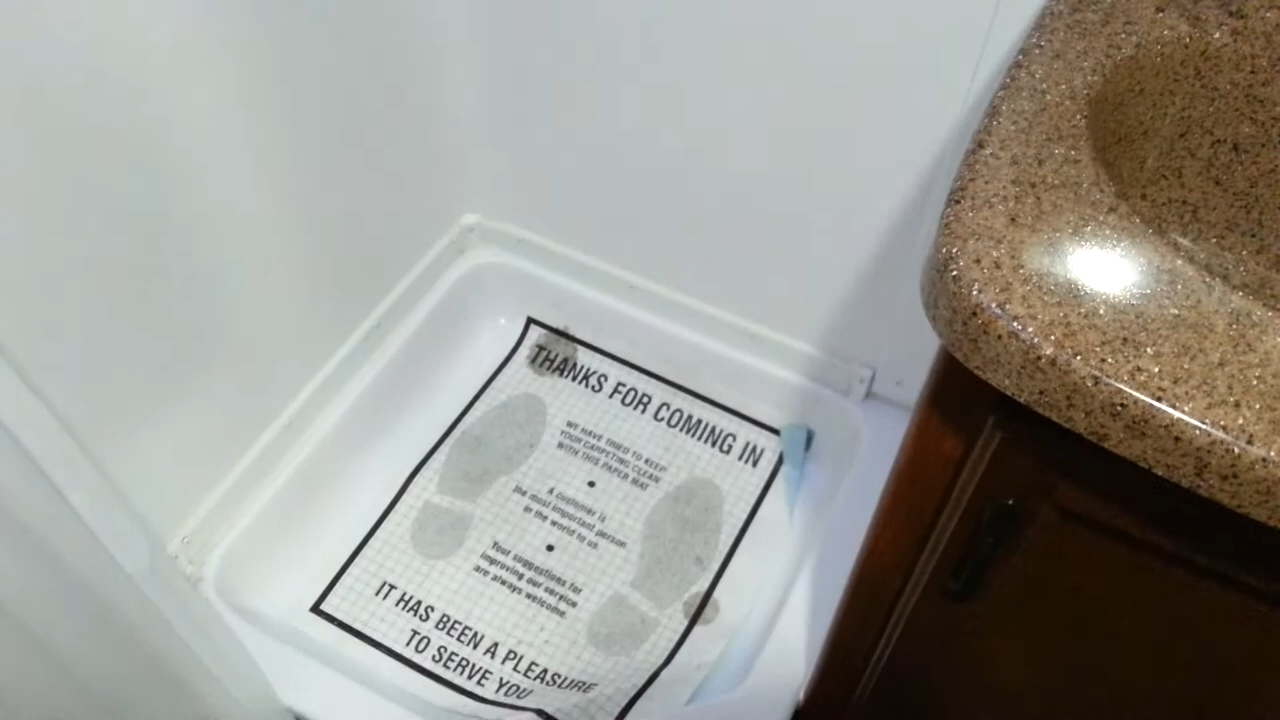 THANKS FOR COMING IN
WE HAVE TRIED TO KEEP
YOUR CARPETING CLEAN
WITH THIS PAPER MAT
A customer is
the most important person
in the world to us.
Your suggestions for
improving our service
are always welcome.
IT HAS BEEN A PLEASURE
TO SERVE YOU